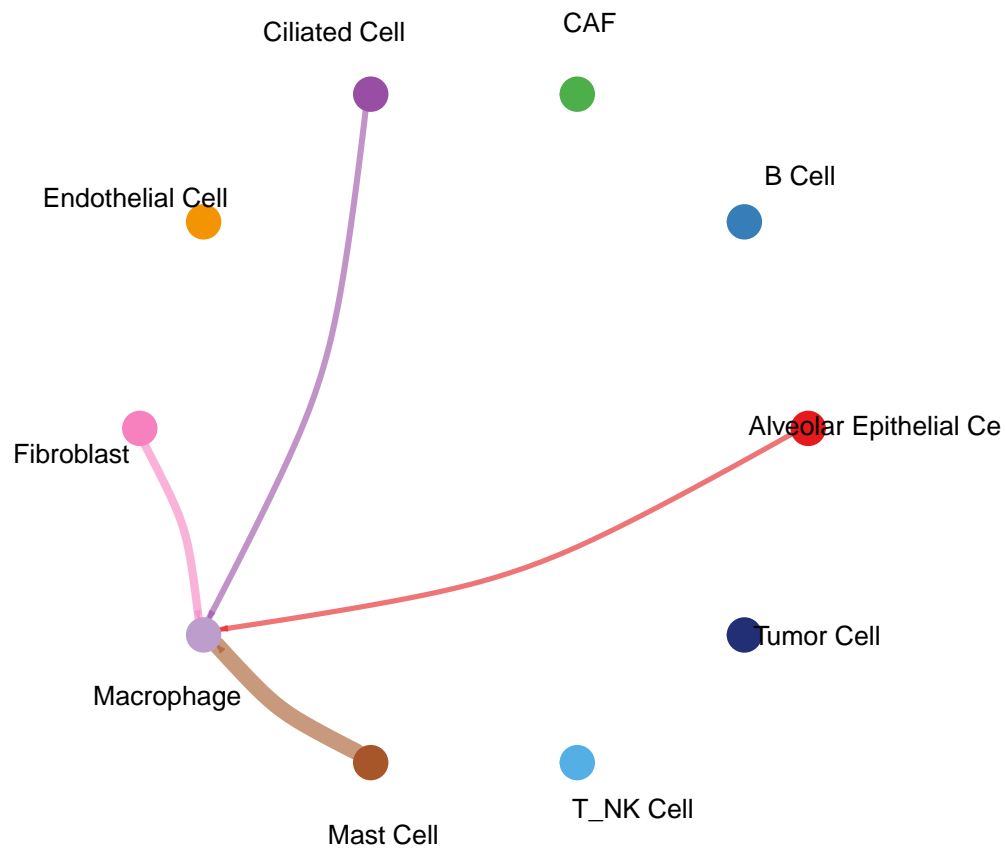 CAF
Ciliated Cell
B Cell
Endothelial Cell
Alveolar Epithelial Ce
Fibroblast
Tumor Cell
Macrophage
T_NK Cell
Mast Cell